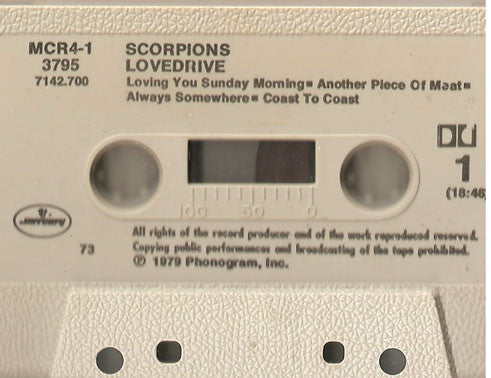 MCR4-1
3795
7142.700
SCORPIONS
LOVEDRIVE
Loving You Sunday Morning■ Another Piece Of Meat■
Always Somewhere■ Coast To Coast
1
(18:46
100 50 0
mercury
73
All rights of the record producer and of the work reproduced reserved.
Copying public performances and broadcasting of the tape prohibited.
℗ 1979 Phonogram, Inc.